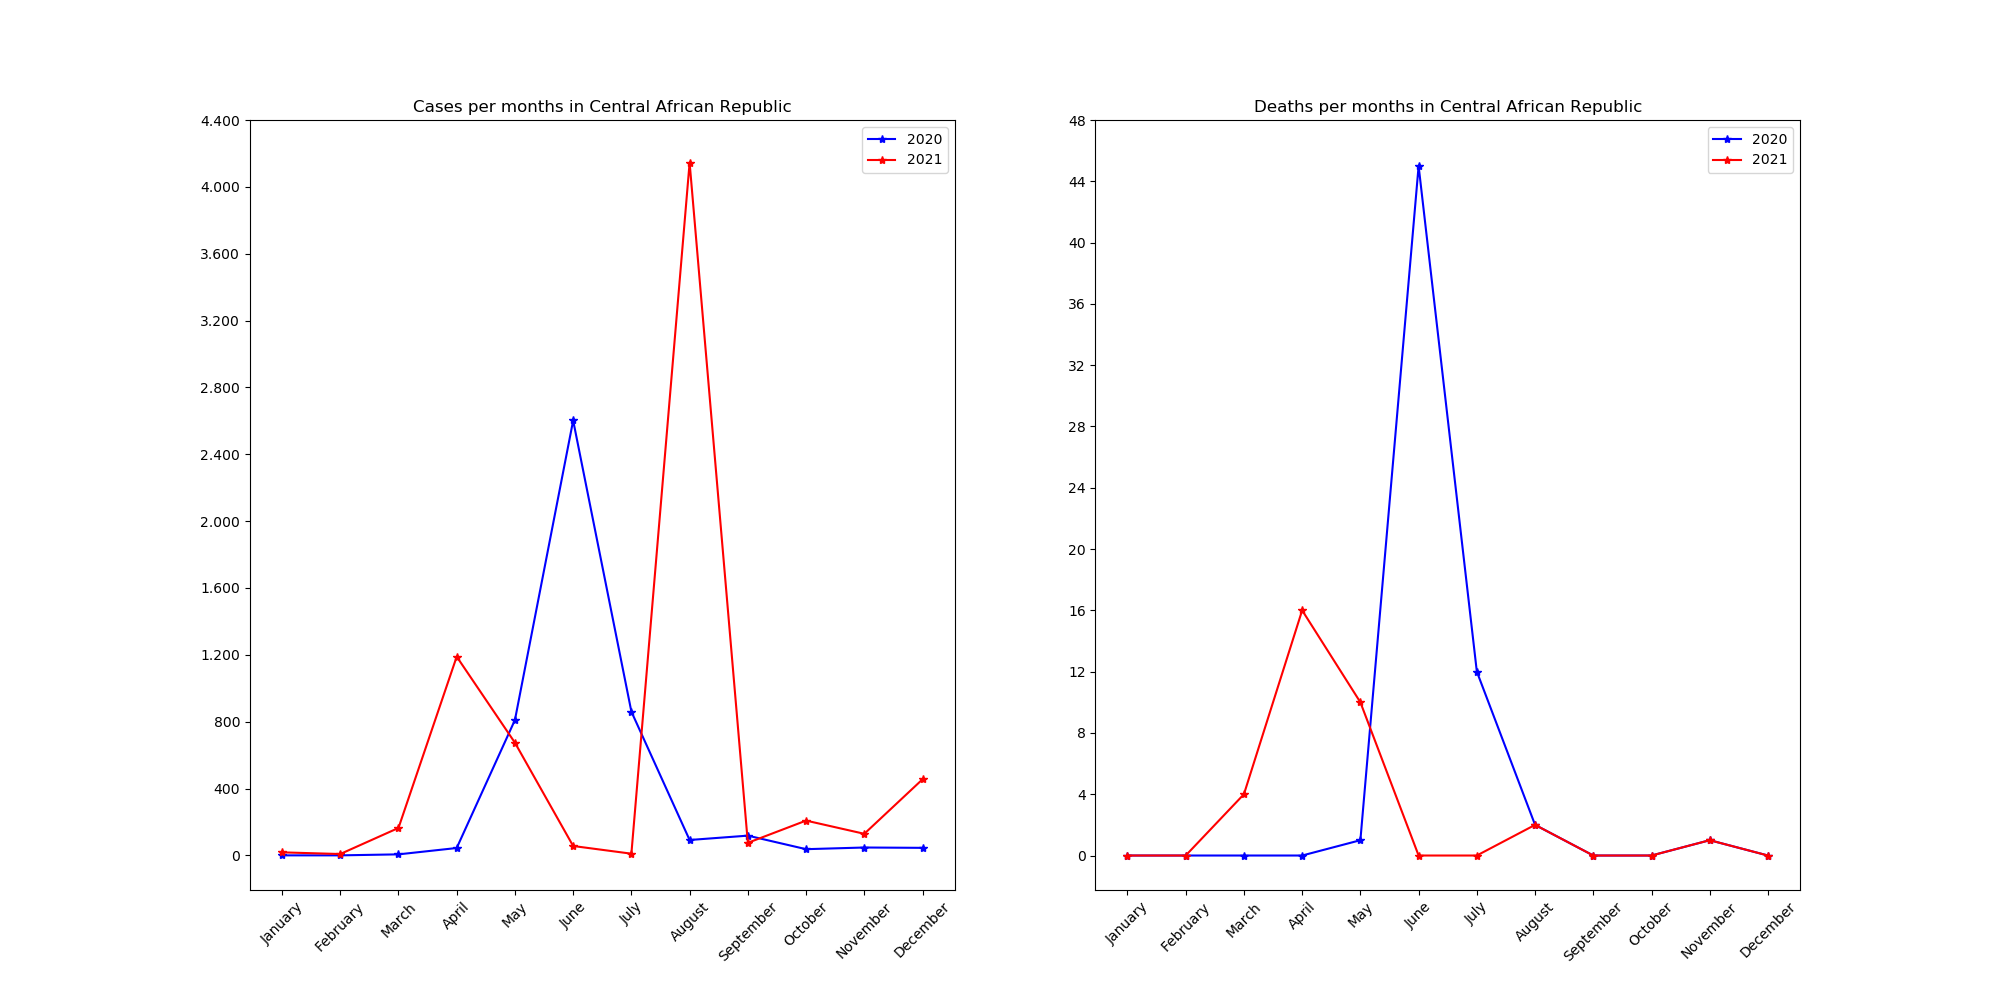 Cases per months in Central African Republic
4.400
4.000
3.600
3.200
2.800
2.400
2.000
1.600
1.200
800
400
0
January
February
March
April
May
June
July
August
September
October
November
December
2020
2021
Deaths per months in Central African Republic
48
44
40
36
32
28
24
20
16
12
8
4
0
January
February
March
April
May
June
July
August
September
October
November
December
2020
2021